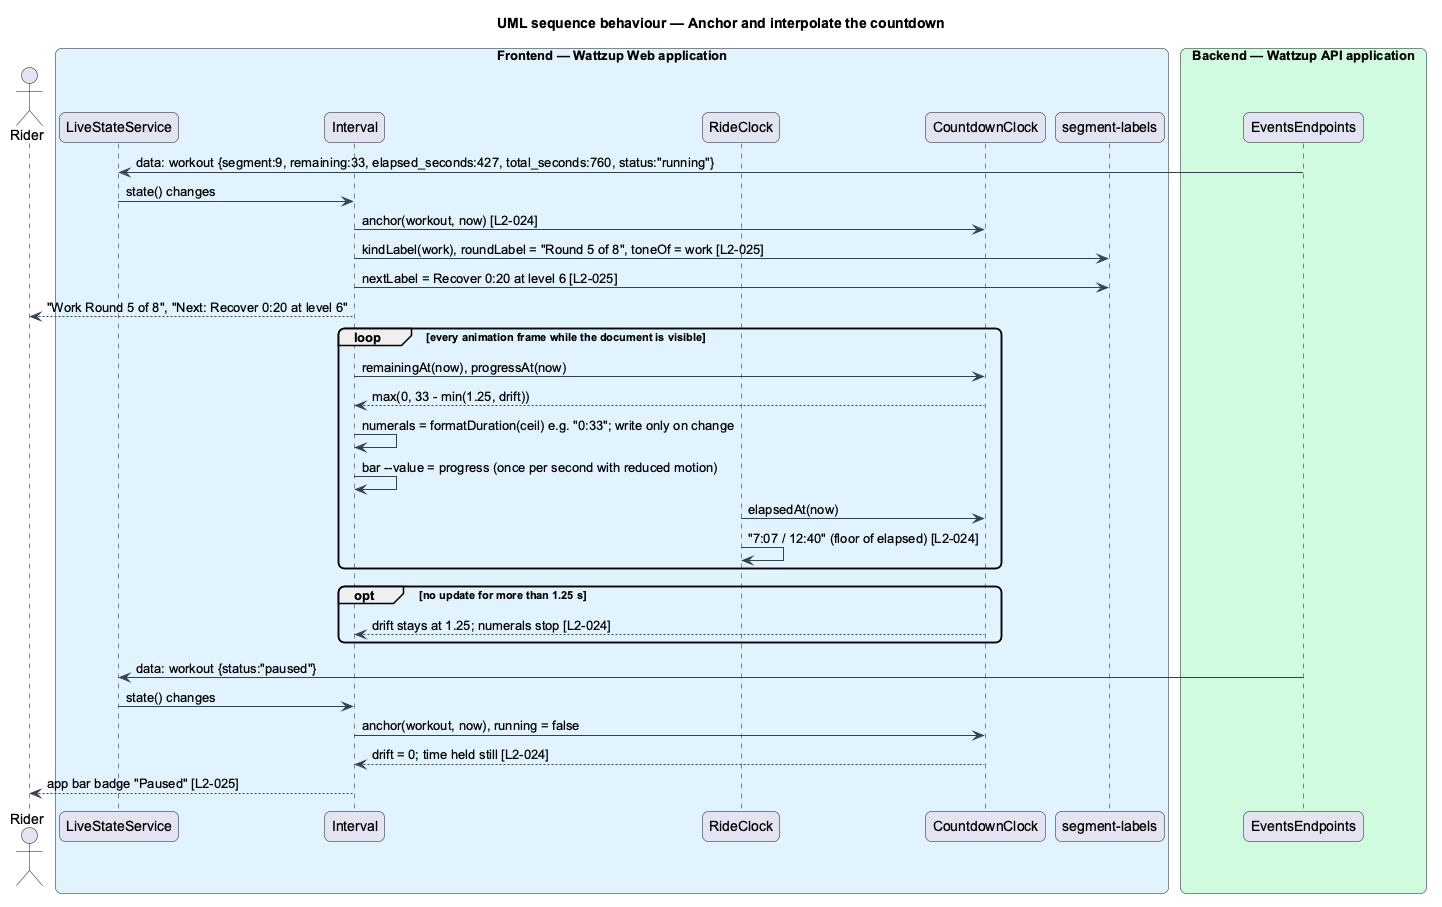 UML sequence behaviour — Anchor and interpolate the countdown
Frontend — Wattzup Web application
Backend — Wattzup API application
Rider
LiveStateService
Interval
RideClock
CountdownClock
segment-labels
EventsEndpoints
data: workout {segment:9, remaining:33, elapsed_seconds:427, total_seconds:760, status:"running"}
state() changes
anchor(workout, now) [L2-024]
kindLabel(work), roundLabel = "Round 5 of 8", toneOf = work [L2-025]
nextLabel = Recover 0:20 at level 6 [L2-025]
"Work Round 5 of 8", "Next: Recover 0:20 at level 6"
loop
[every animation frame while the document is visible]
remainingAt(now), progressAt(now)
max(0, 33 - min(1.25, drift))
numerals = formatDuration(ceil) e.g. "0:33"; write only on change
bar --value = progress (once per second with reduced motion)
elapsedAt(now)
"7:07 / 12:40" (floor of elapsed) [L2-024]
opt
[no update for more than 1.25 s]
drift stays at 1.25; numerals stop [L2-024]
data: workout {status:"paused"}
state() changes
anchor(workout, now), running = false
drift = 0; time held still [L2-024]
app bar badge "Paused" [L2-025]
Rider
LiveStateService
Interval
RideClock
CountdownClock
segment-labels
EventsEndpoints